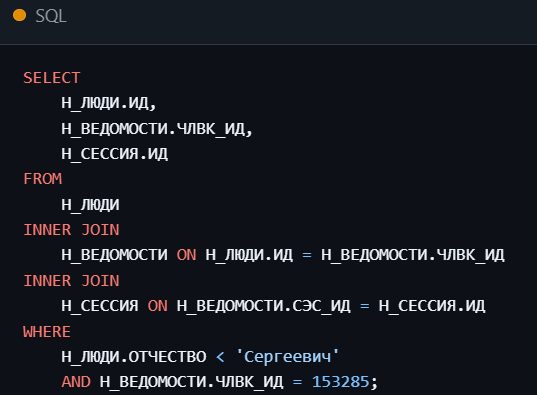 SQL
SELECT
Н_ЛЮДИ.ИД,
Н_ВЕДОМОСТИ.ЧЛВК_ИД,
Н_СЕССИЯ.ИД
FROM
Н_ЛЮДИ
INNER JOIN
Н_ВЕДОМОСТИ ON Н_ЛЮДИ.ИД = Н_ВЕДОМОСТИ.ЧЛВК_ИД
INNER JOIN
Н_СЕССИЯ ON Н_ВЕДОМОСТИ.СЭС_ИД = Н_СЕССИЯ.ИД
WHERE
Н_ЛЮДИ.ОТЧЕСТВО < 'Сергеевич'
AND Н_ВЕДОМОСТИ.ЧЛВК_ИД = 153285;